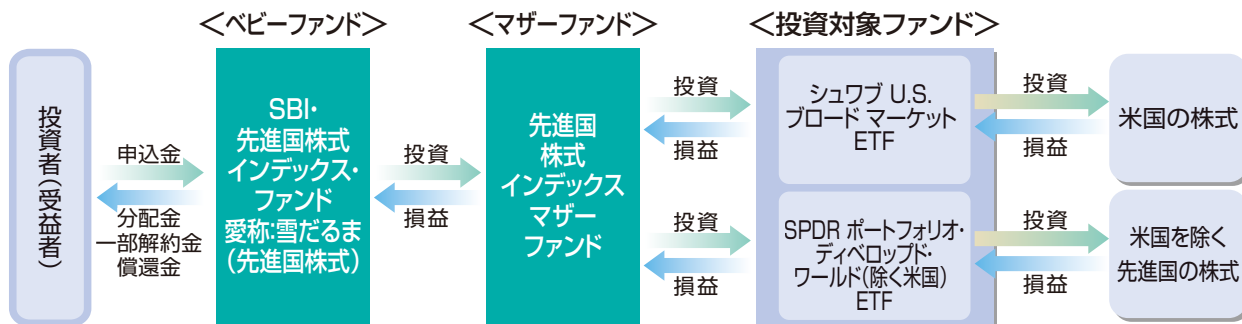 <ベビーファンド>
<マザーファンド>
<投資対象ファンド>
投資者(受益者)
申込金
分配金
一部解約金
償還金
SBI・
先進国株式
インデックス・
ファンド
愛称:雪だるま
(先進国株式)
投資
損益
先進国
株式
インデックス
マザー
ファンド
投資
損益
シュワブ U.S.
ブロード マーケット
ETF
投資
損益
米国の株式
投資
損益
SPDR ポートフォリオ・
ディベロップド・
ワールド(除く米国)
ETF
投資
損益
米国を除く
先進国の株式